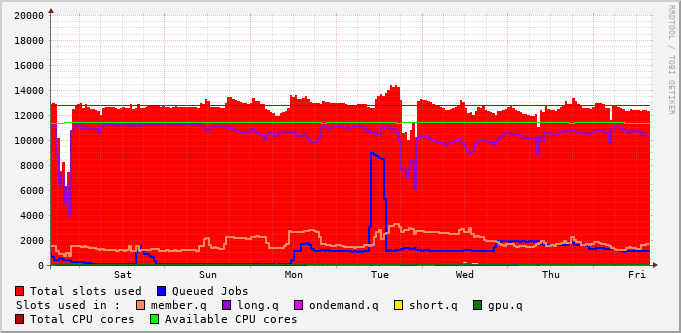 20000
18000
16000
14000
12000
10000
8000
6000
4000
2000
0
Sat Sun Mon Tue Wed Thu Fri
RRDTOOL / TOBI OETIKER
Total slots used Queued Jobs
Slots used in : member.q long.q ondemand.q short.q gpu.q
Total CPU cores Available CPU cores